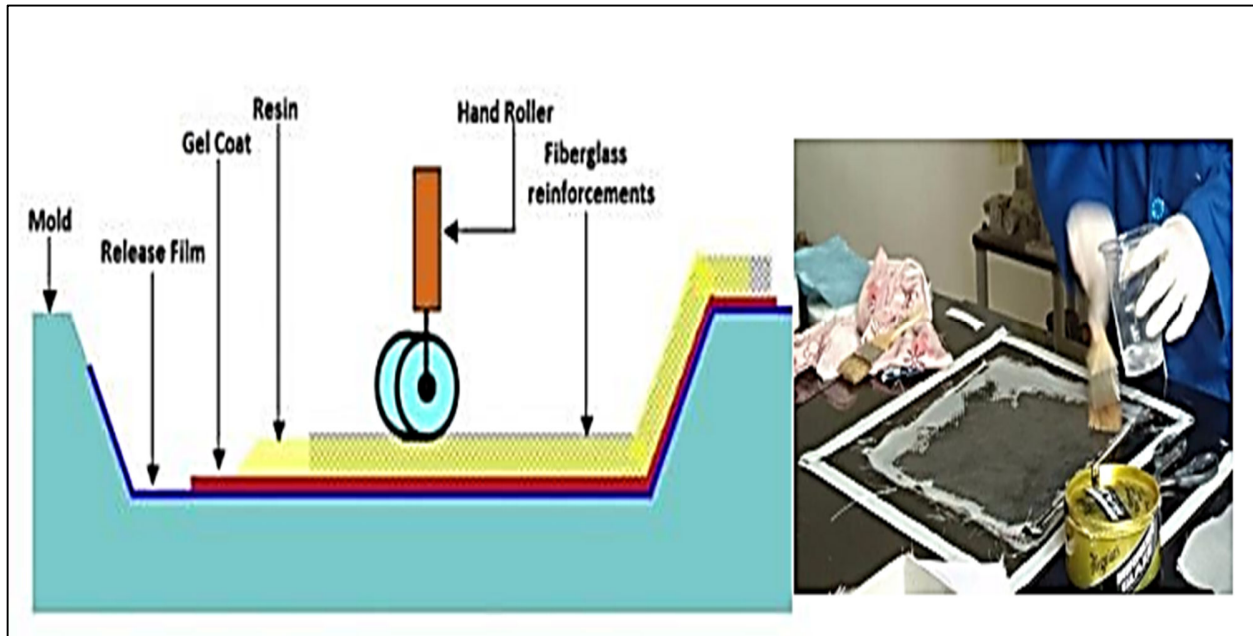 Resin
Hand Roller
Gel Coat
Fiberglass
reinforcements
Mold
Release Film